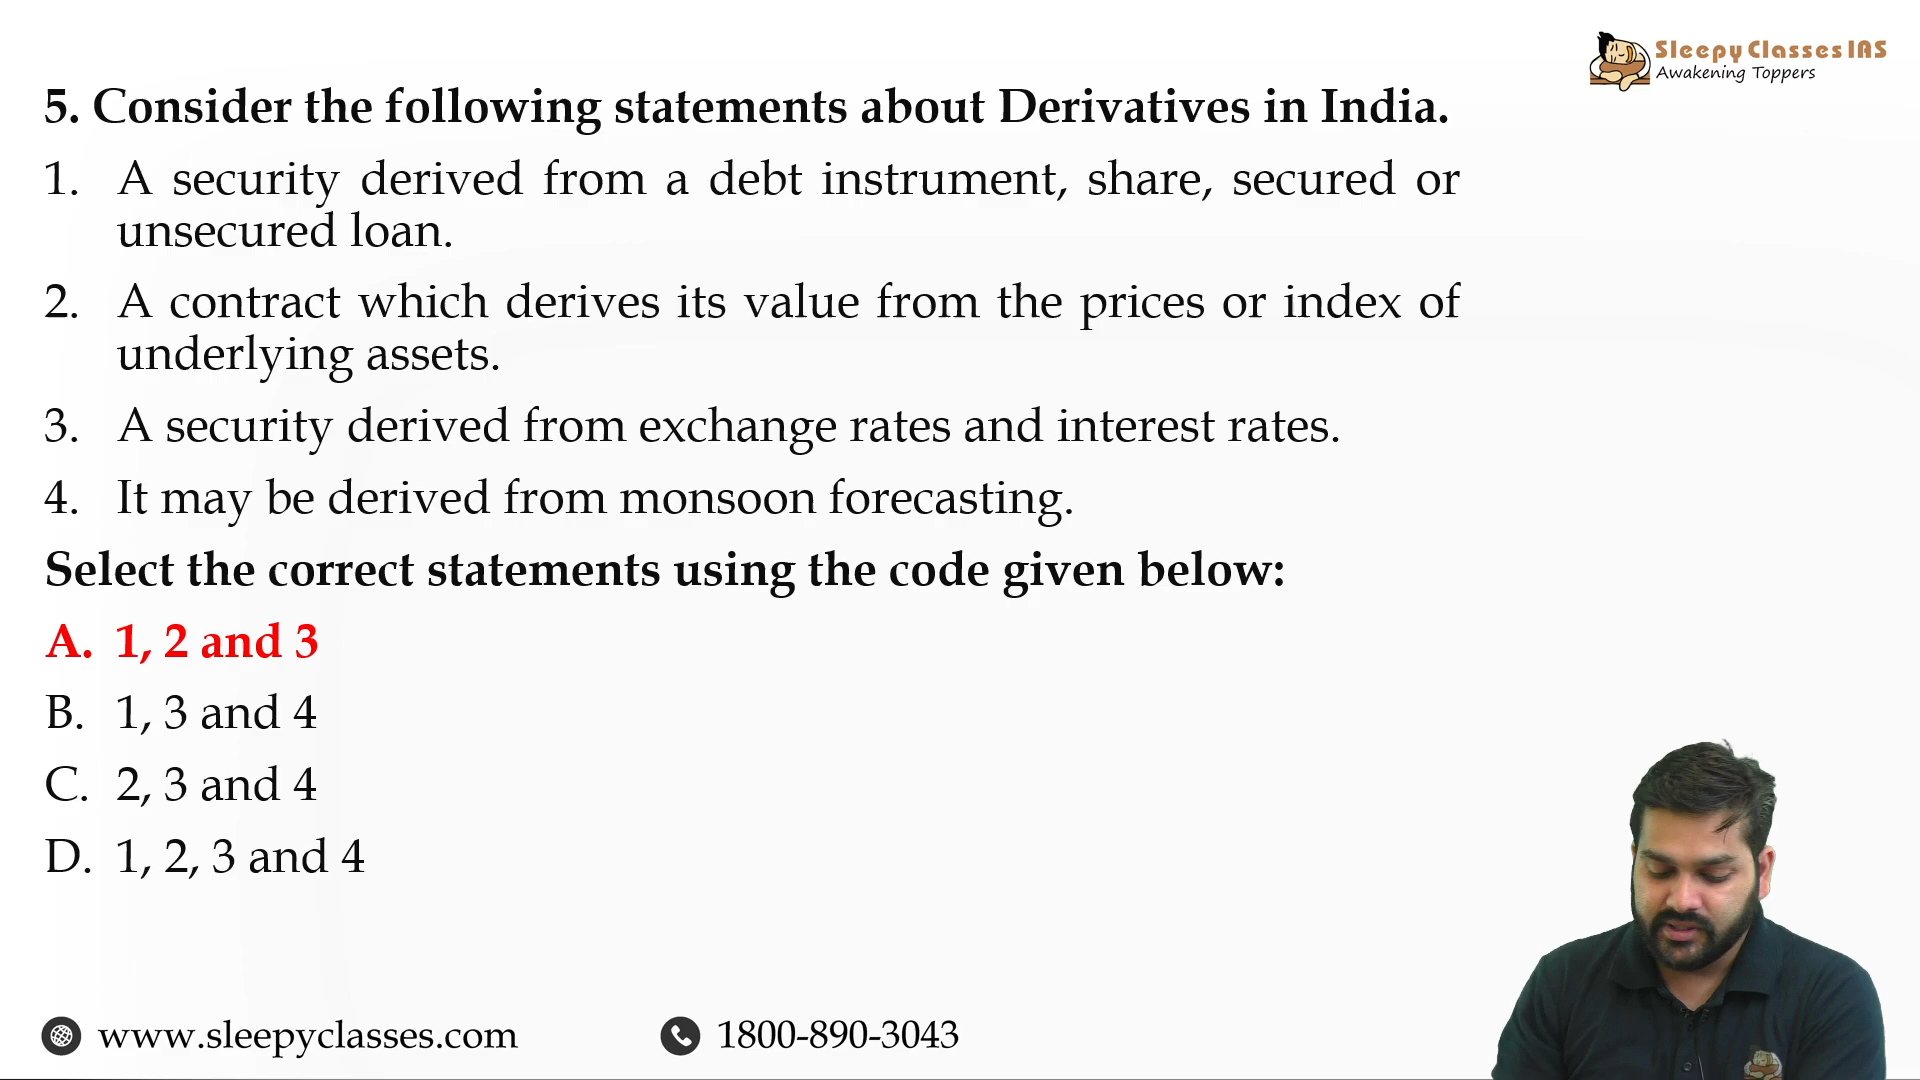 Sleepy Classes IAS
Awakening Toppers
5. Consider the following statements about Derivatives in India.
1. A security derived from a debt instrument, share, secured or
unsecured loan.
2. A contract which derives its value from the prices or index of
underlying assets.
3. A security derived from exchange rates and interest rates.
4. It may be derived from monsoon forecasting.
Select the correct statements using the code given below:
A. 1, 2 and 3
B. 1, 3 and 4
C. 2, 3 and 4
D. 1, 2, 3 and 4
www.sleepyclasses.com 1800-890-3043